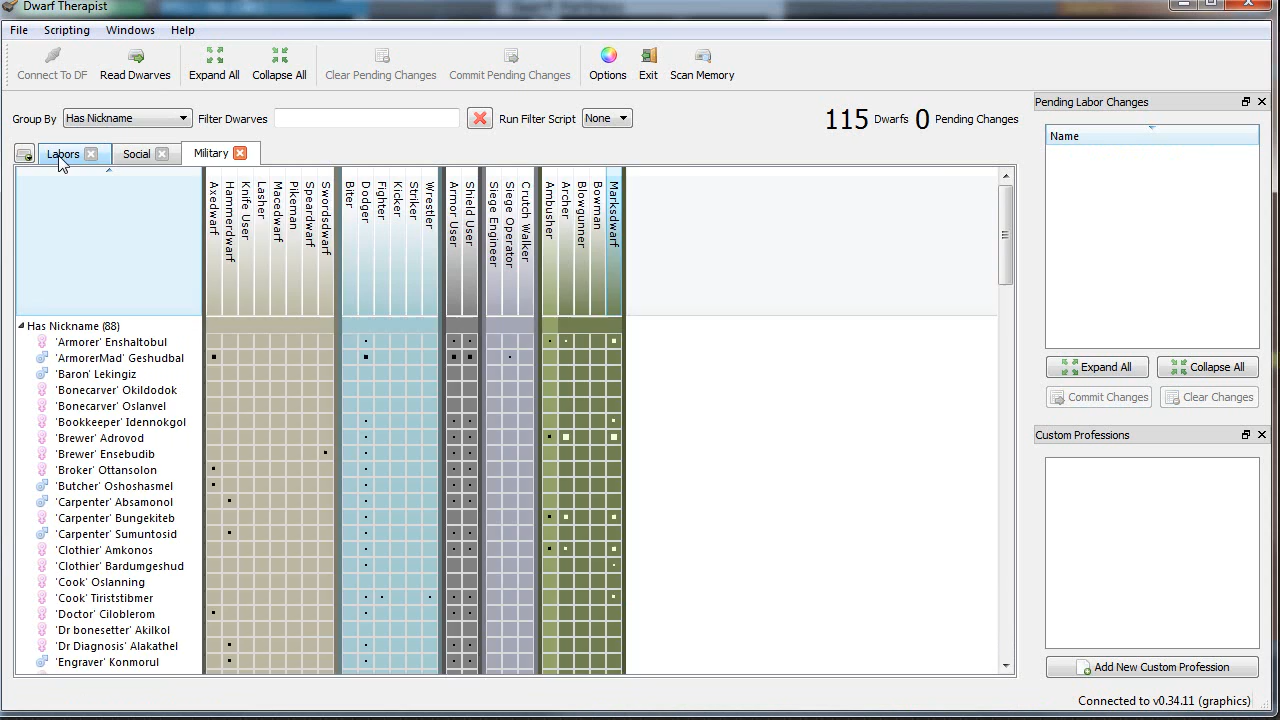 Dwarf Therapist
File Scripting Windows Help
Connect To DF Read Dwarves Expand All Collapse All Clear Pending Changes Commit Pending Changes Options Exit Scan Memory
Group By Has Nickname Filter Dwarves Run Filter Script None 115 Dwarfs 0 Pending Changes
Labors Social Military
Axedwarf
Hammerdwarf
Knife User
Lasher
Macedwarf
Pikeman
Speardwarf
Swordsdwarf
Biter
Dodger
Fighter
Kicker
Striker
Wrestler
Armor User
Shield User
Siege Engineer
Siege Operator
Crutch Walker
Ambusher
Archer
Blowgunner
Bowman
Marksdwarf
Has Nickname (88)
'Armorer' Enshaltobul
'ArmorerMad' Geshudbal
'Baron' Lekingiz
'Bonecarver' Okildodok
'Bonecarver' Oslanvel
'Bookkeeper' Idennokgol
'Brewer' Adrovod
'Brewer' Ensebudib
'Broker' Ottansolon
'Butcher' Oshoshasmel
'Carpenter' Absamonol
'Carpenter' Bungekiteb
'Carpenter' Sumuntosid
'Clothier' Amkonos
'Clothier' Bardumgeshud
'Cook' Oslanning
'Cook' Tiriststibmer
'Doctor' Ciloblerom
'Dr bonesetter' Akilkol
'Dr Diagnosis' Alakathel
'Engraver' Konmorul
Pending Labor Changes
Name
Expand All Collapse All
Commit Changes Clear Changes
Custom Professions
Add New Custom Profession
Connected to v0.34.11 (graphics)